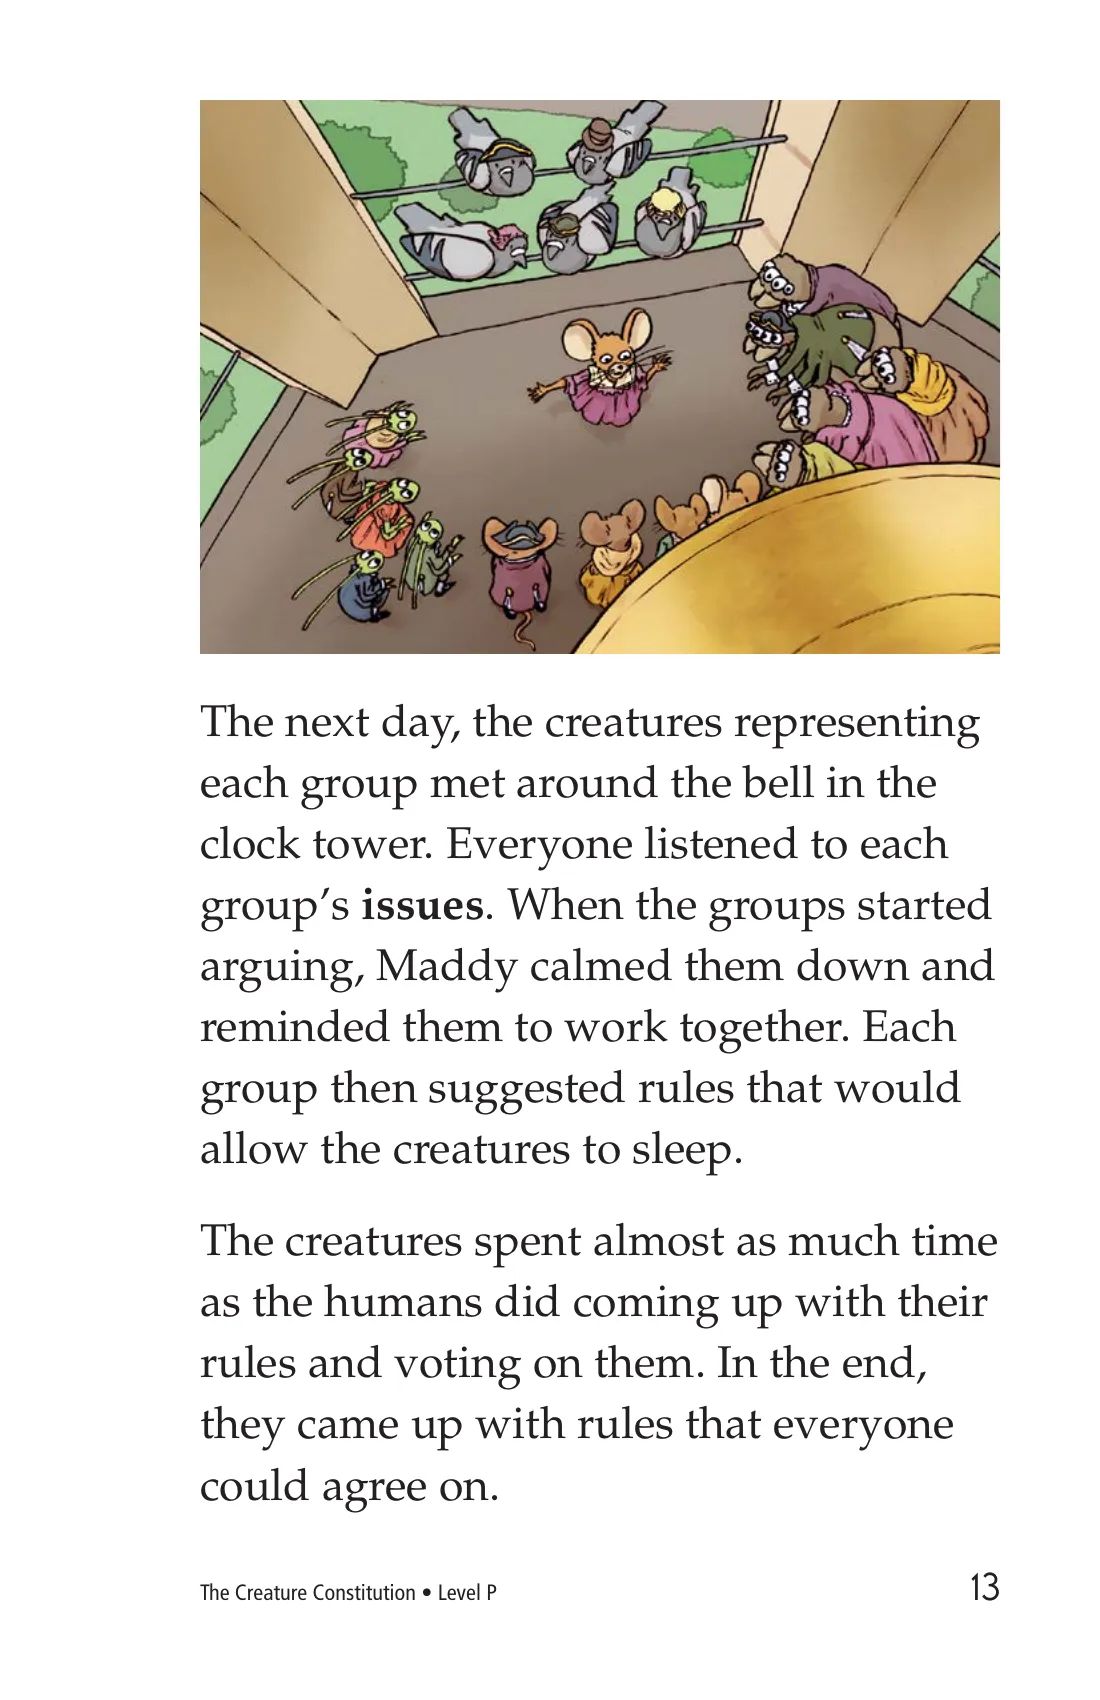 The next day, the creatures representing
each group met around the bell in the
clock tower. Everyone listened to each
group’s issues. When the groups started
arguing, Maddy calmed them down and
reminded them to work together. Each
group then suggested rules that would
allow the creatures to sleep.
The creatures spent almost as much time
as the humans did coming up with their
rules and voting on them. In the end,
they came up with rules that everyone
could agree on.
The Creature Constitution • Level P
13